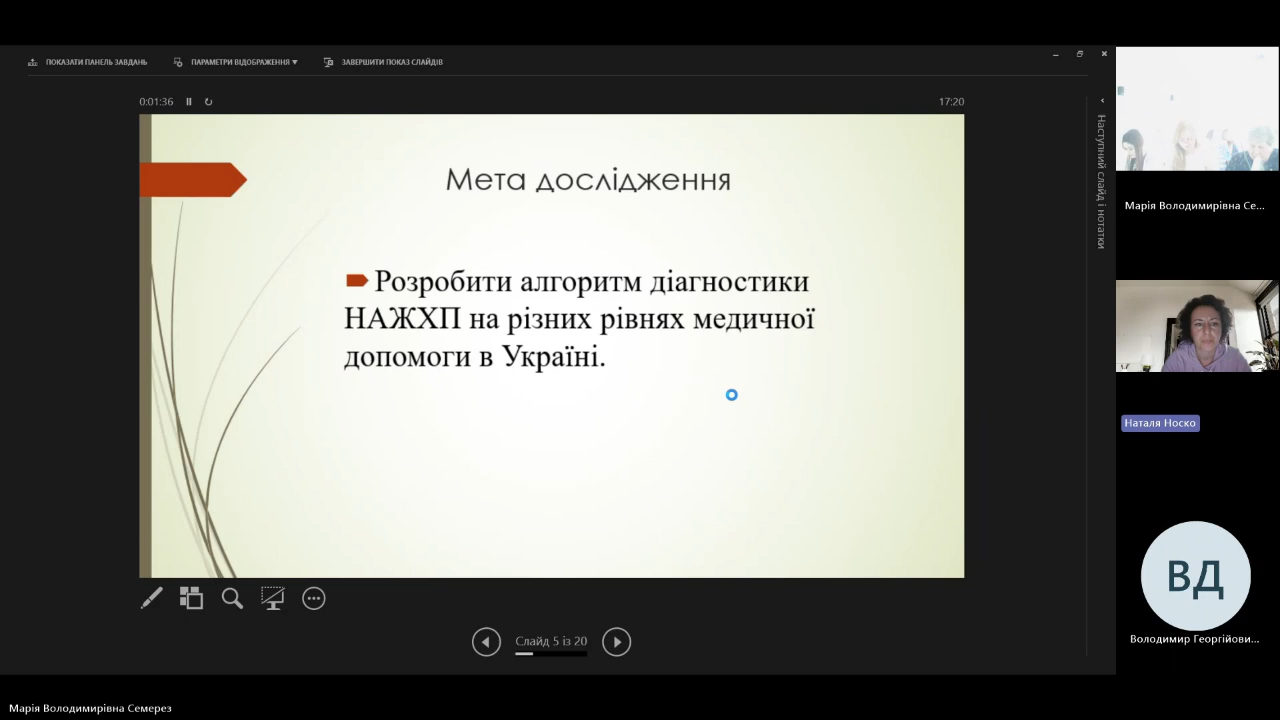 ПОКАЗАТИ ПАНЕЛЬ ЗАВДАНЬ
ПАРАМЕТРИ ВІДОБРАЖЕННЯ
ЗАВЕРШИТИ ПОКАЗ СЛАЙДІВ
0:01:36
17:20
Мета дослідження
Розробити алгоритм діагностики
НАЖХП на різних рівнях медичної
допомоги в Україні.
Слайд 5 із 20
Наступний слайд і нотатки
Марія Володимирівна Се...
Наталя Носко
ВД
Володимир Георгійови...
Марія Володимирівна Семерез